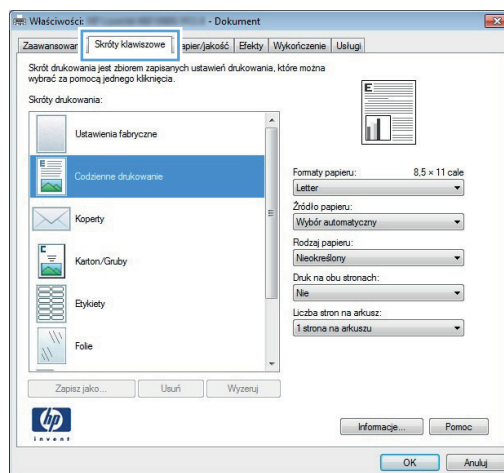 Właściwości: - Dokument
Zaawansowan Skróty klawiszowe apier/jakość Efekty Wykończenie Usługi
Skrót drukowania jest zbiorem zapisanych ustawień drukowania, które można
wybrać za pomocą jednego kliknięcia.
Skróty drukowania:
Ustawienia fabryczne
Codzienne drukowanie
Koperty
Karton/Gruby
Etykiety
Folie
Zapisz jako... Usuń Wyzeruj
E
Formaty papieru: 8,5 × 11 cale
Letter
Źródło papieru:
Wybór automatyczny
Rodzaj papieru:
Nieokreślony
Druk na obu stronach:
Nie
Liczba stron na arkusz:
1 strona na arkuszu
hp
invent
Informacje... Pomoc
OK Anuluj